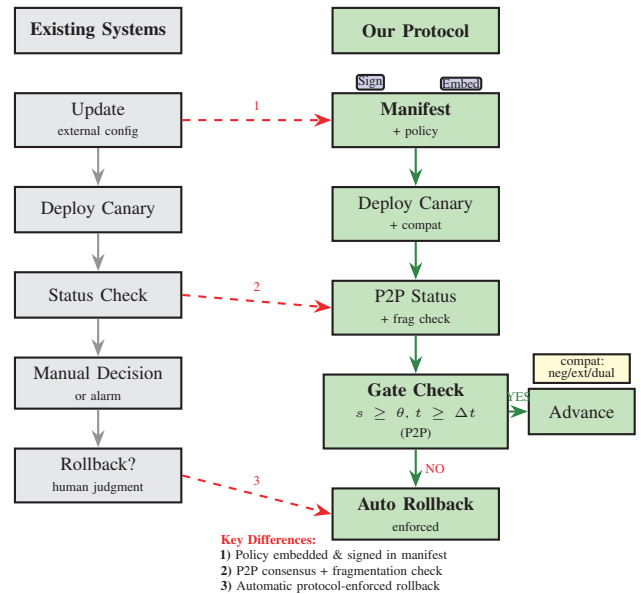 Existing Systems
Our Protocol
Sign
Embed
Update
external config
1
Manifest
+ policy
Deploy Canary
Deploy Canary
+ compat
Status Check
2
P2P Status
+ frag check
Manual Decision
or alarm
Gate Check
s ≥ θ, t ≥ Δt
(P2P)
YES
compat:
neg/ext/dual
Advance
Rollback?
human judgment
3
NO
Auto Rollback
enforced
Key Differences:
1) Policy embedded & signed in manifest
2) P2P consensus + fragmentation check
3) Automatic protocol-enforced rollback